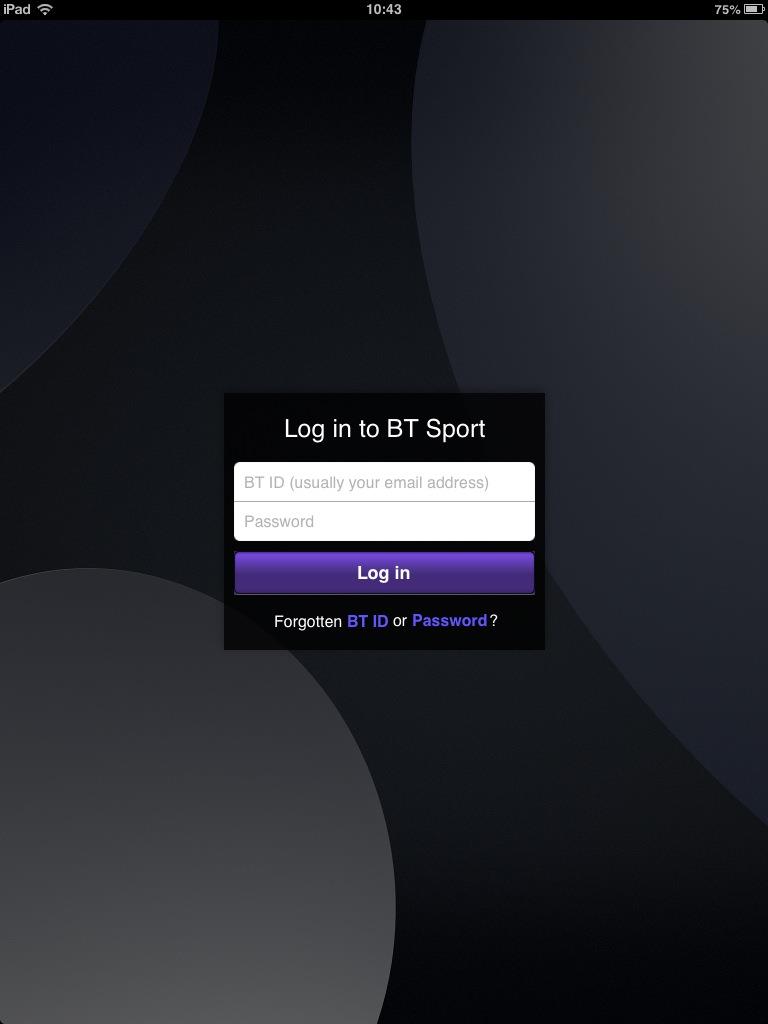 iPad 10:43 75%
Log in to BT Sport
BT ID (usually your email address)
Password
Log in
Forgotten BT ID or Password?